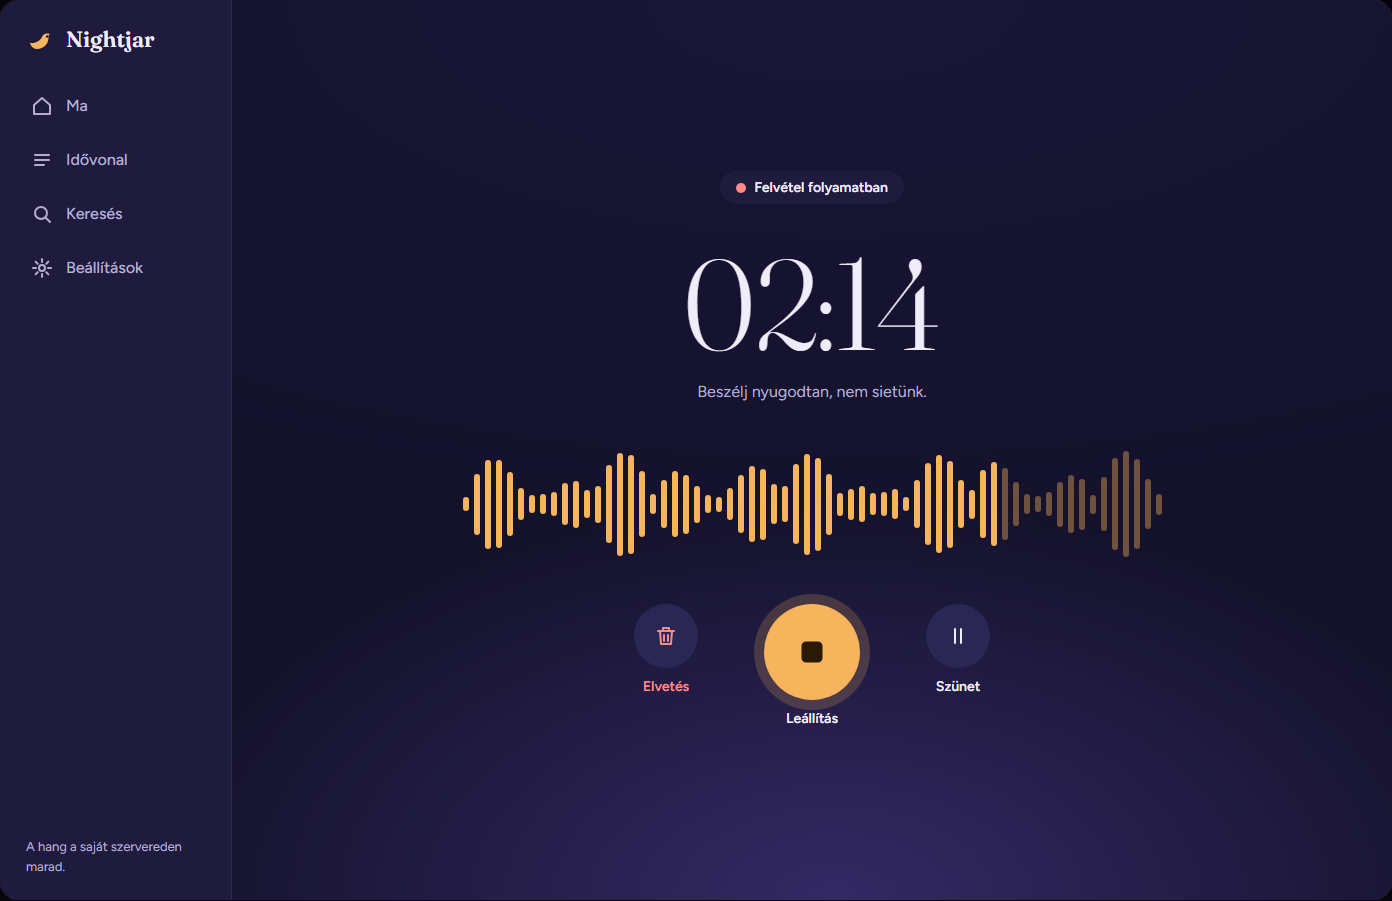 Nightjar
Ma
Idővonal
Keresés
Beállítások
A hang a saját szervereden
marad.
Felvétel folyamatban
02:14
Beszélj nyugodtan, nem sietünk.
Elvetés
Leállítás
Szünet